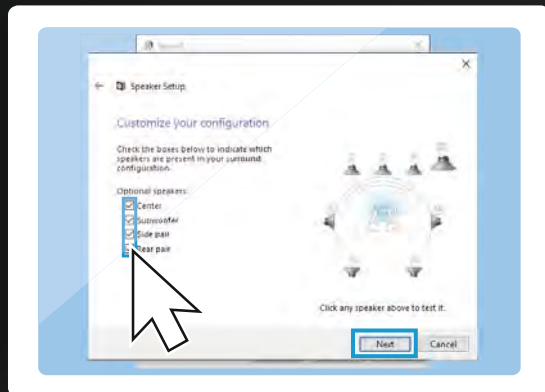 Speaker Setup
Customize your configuration
Check the boxes below to indicate which
speakers are present in your surround
configuration.
Optional speakers:
Center
Subwoofer
Side pair
Rear pair
Click any speaker above to test it.
Next
Cancel